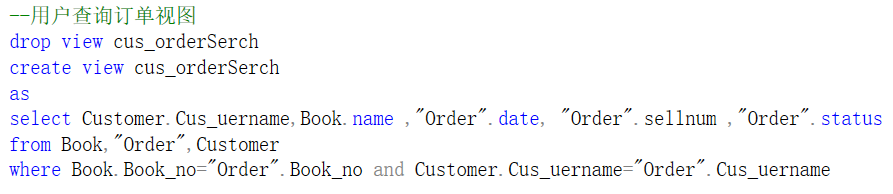 --用户查询订单视图
drop view cus_orderSerch
create view cus_orderSerch
as
select Customer.Cus_uername,Book.name ,"Order".date, "Order".sellnum ,"Order".status
from Book,"Order",Customer
where Book.Book_no="Order".Book_no and Customer.Cus_uername="Order".Cus_uername